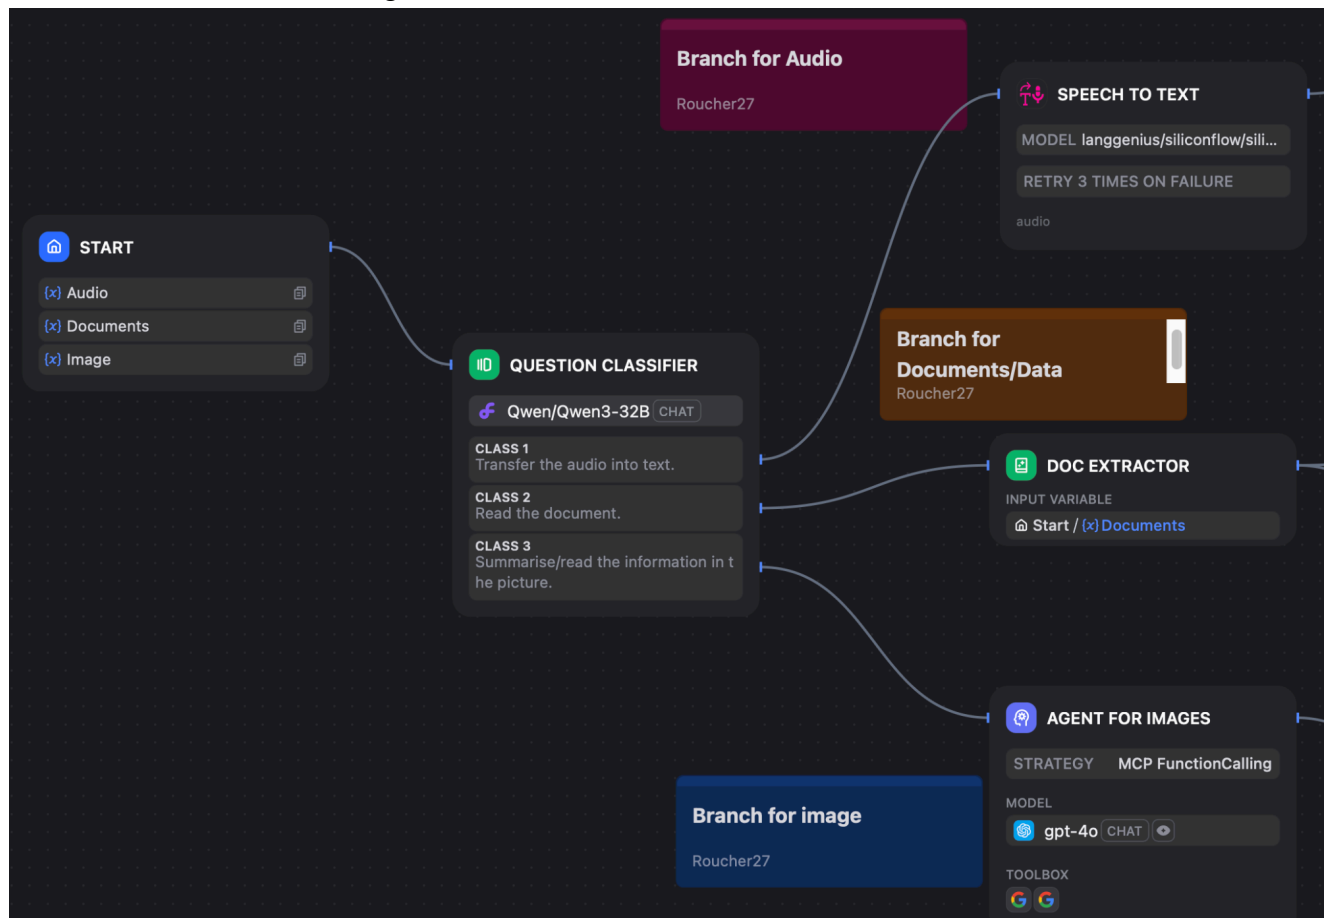 Branch for Audio
Roucher27
SPEECH TO TEXT
MODEL langgenius/siliconflow/sili...
RETRY 3 TIMES ON FAILURE
audio
START
{x} Audio
{x} Documents
{x} Image
QUESTION CLASSIFIER
Qwen/Qwen3-32B CHAT
CLASS 1
Transfer the audio into text.
CLASS 2
Read the document.
CLASS 3
Summarise/read the information in t
he picture.
Branch for
Documents/Data
Roucher27
DOC EXTRACTOR
INPUT VARIABLE
Start / {x} Documents
AGENT FOR IMAGES
STRATEGY MCP FunctionCalling
MODEL
gpt-4o CHAT
TOOLBOX
Branch for image
Roucher27